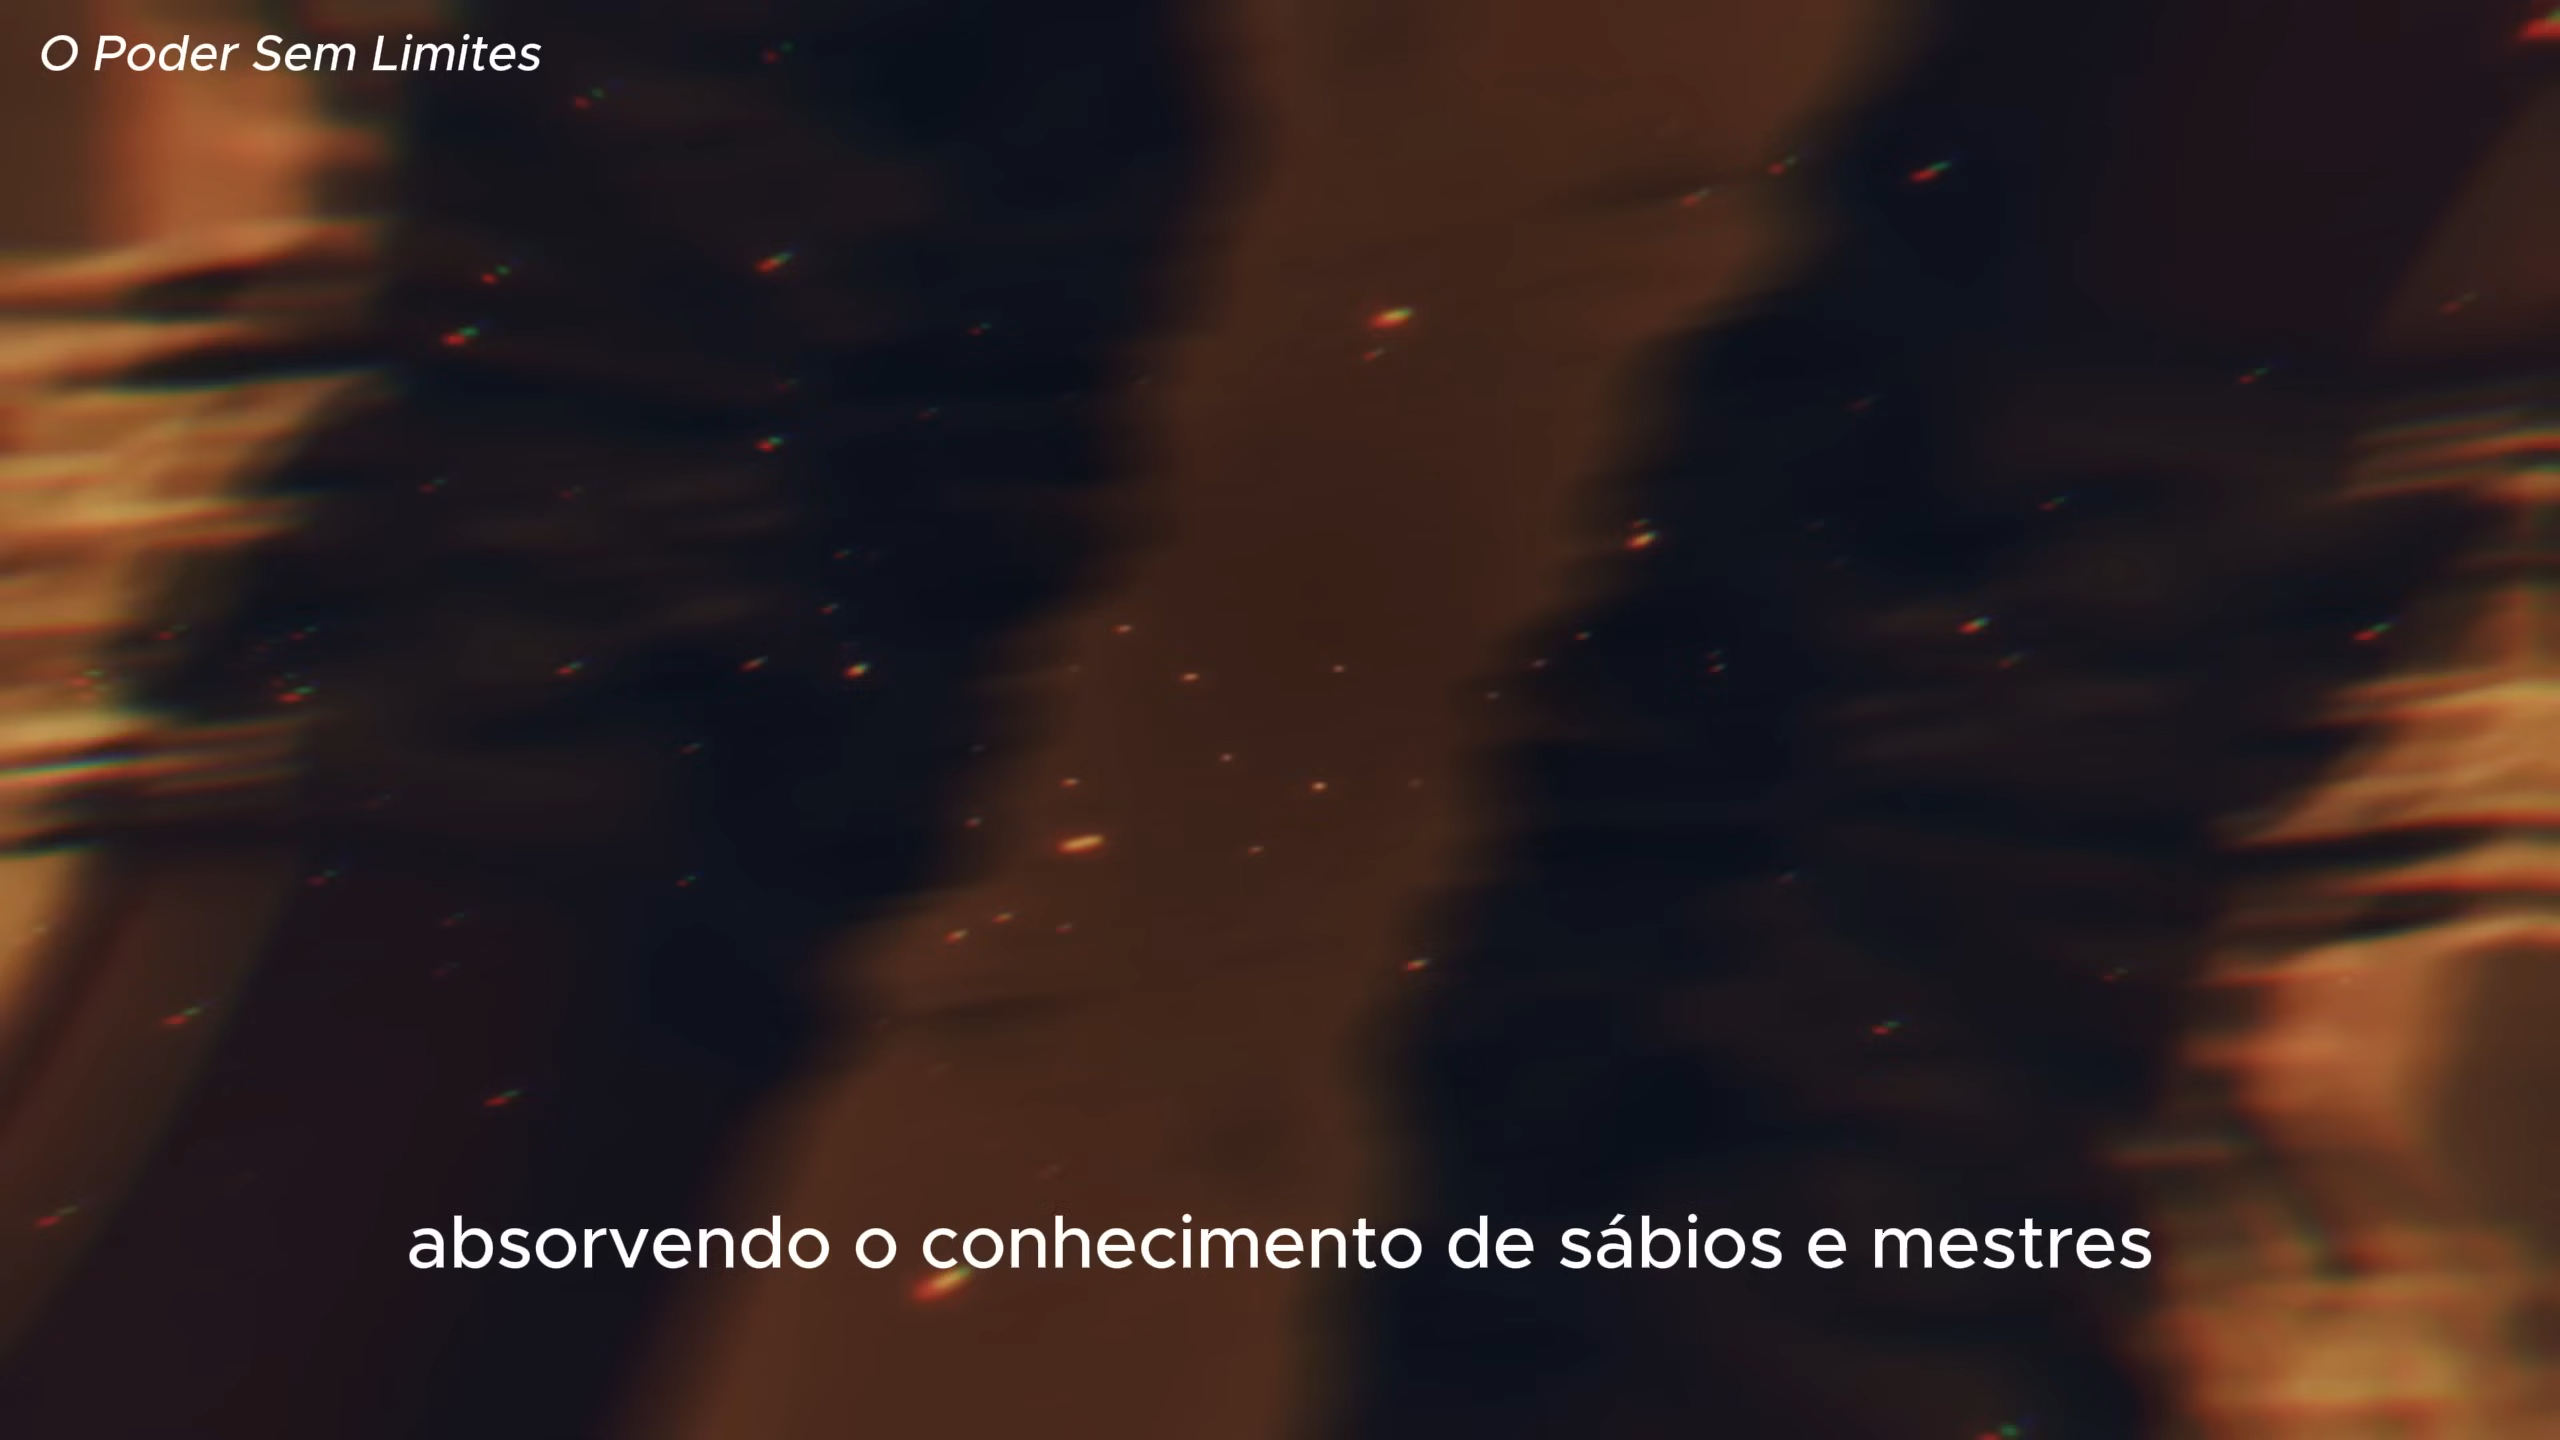 O Poder Sem Limites
absorvendo o conhecimento de sábios e mestres